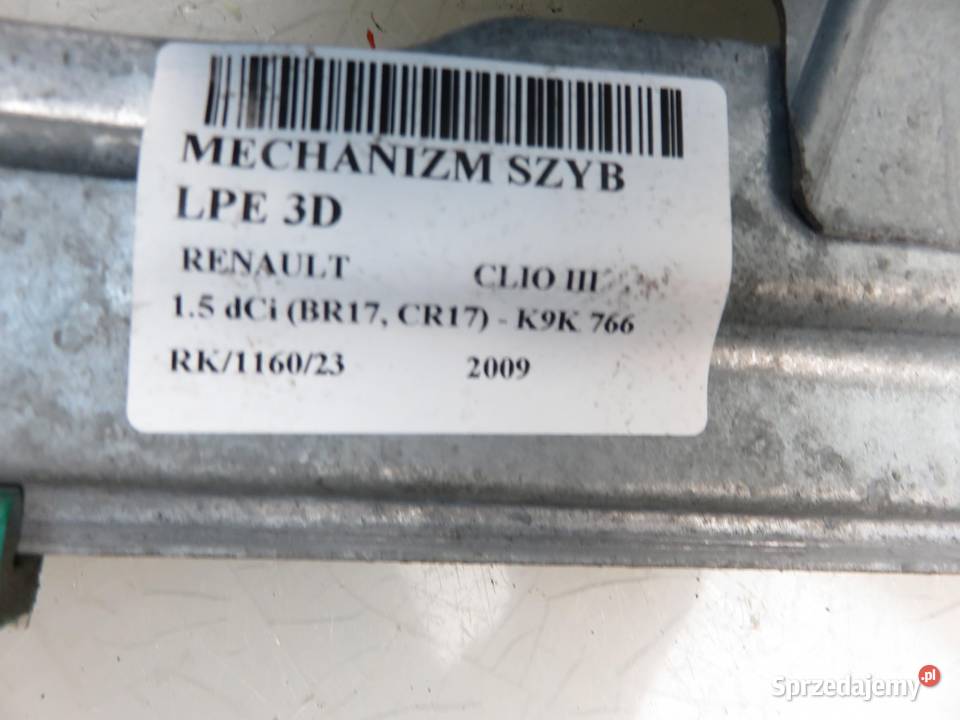 MECHANIZM SZYB
LPE 3D
RENAULT CLIO III
1.5 dCi (BR17, CR17) - K9K 766
RK/1160/23 2009
Sprzedajemy.pl